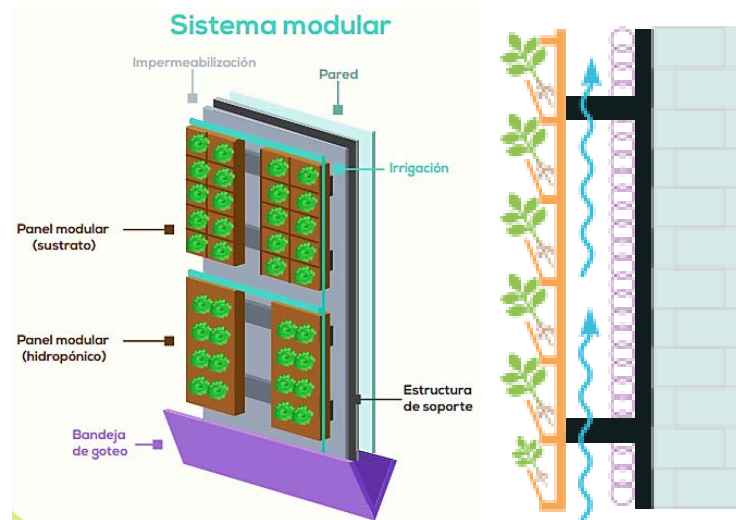 Sistema modular
Impermeabilización
Pared
Irrigación
Panel modular
(sustrato)
Panel modular
(hidropónico)
Estructura
de soporte
Bandeja
de goteo